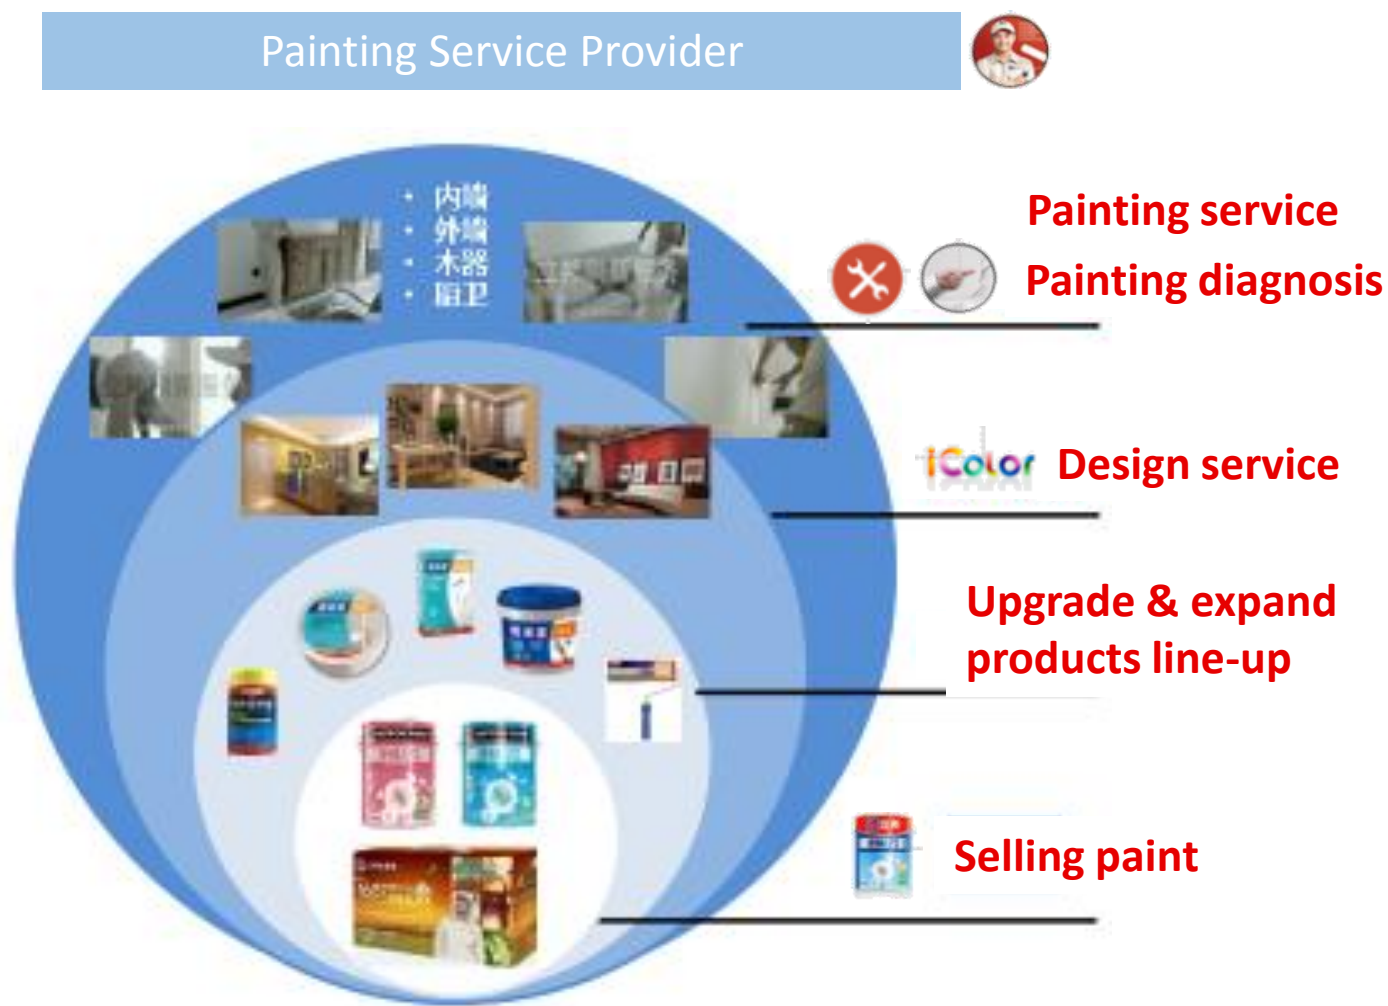 Painting Service Provider
• 内墙
• 外墙
• 木器
• 厨卫
Painting service
Painting diagnosis
iColor
Design service
Upgrade & expand
products line-up
Selling paint